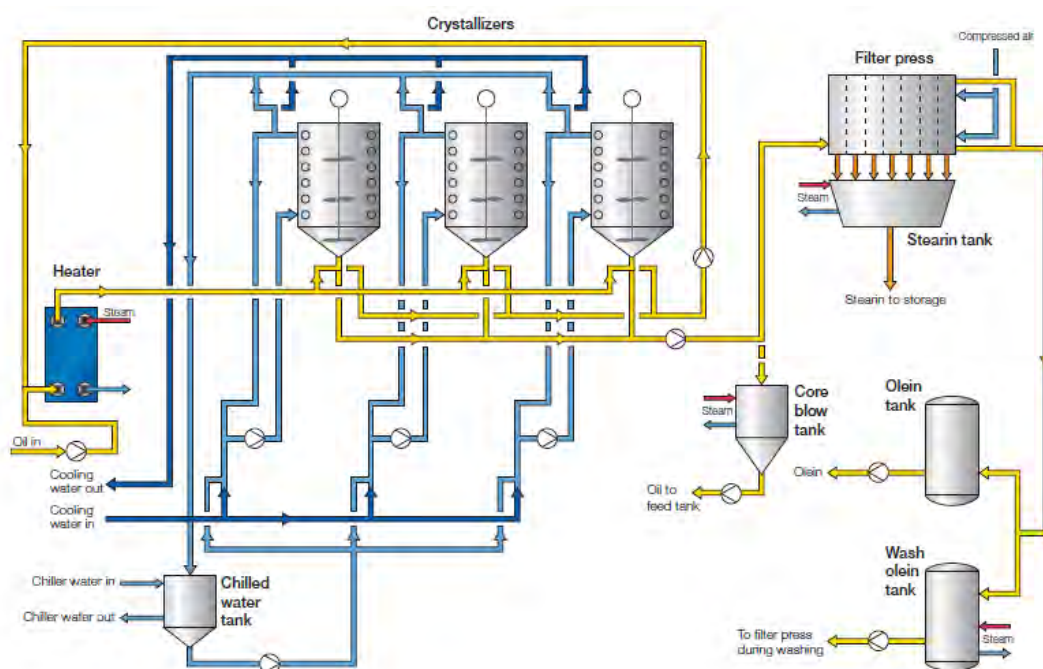 Crystallizers
Compressed air
Filter press
Steam
Stearin tank
Stearin to storage
Heater
Steam
Oil in
Cooling
water out
Cooling
water in
Core
blow
tank
Steam
Oil to
feed tank
Olein
tank
Olein
Chiller water in
Chiller water out
Chilled
water
tank
Wash
olein
tank
To filter press
during washing
Steam